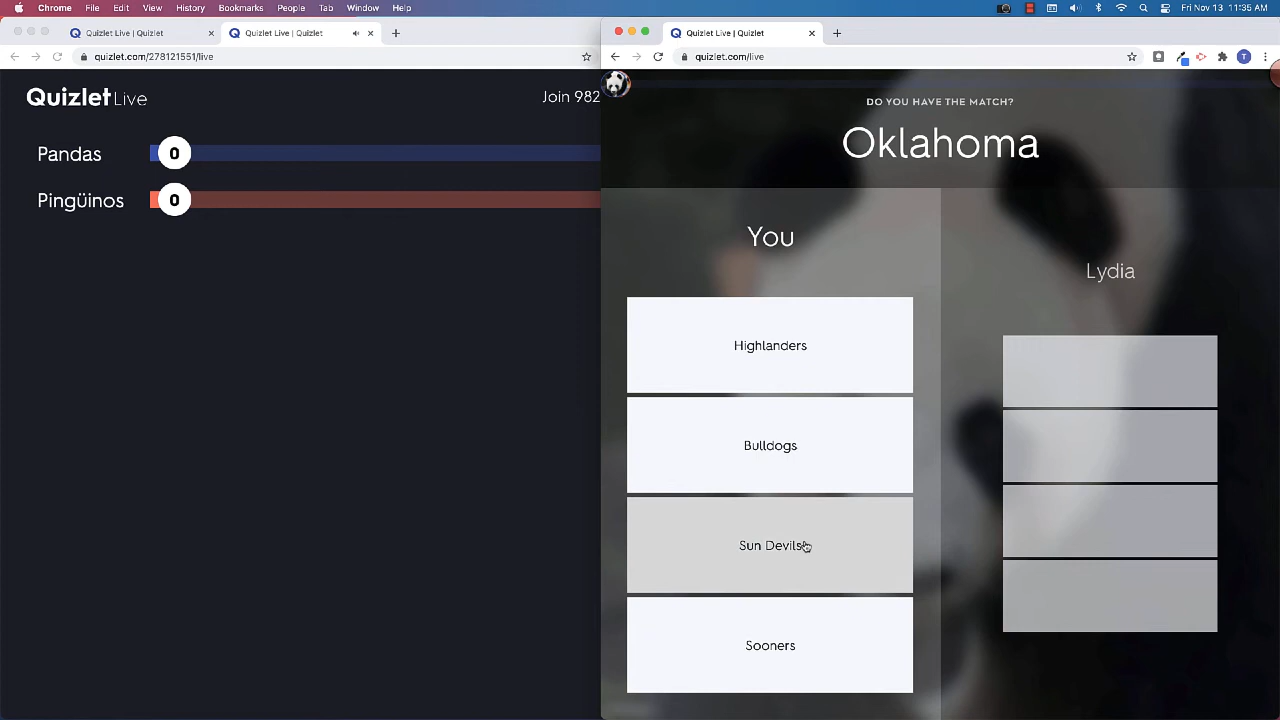 Chrome File Edit View History Bookmarks People Tab Window Help Fri Nov 13 11:35 AM
Quizlet Live | Quizlet
Quizlet Live | Quizlet
quizlet.com/278121551/live
Quizlet Live
Join 982
Pandas 0
Pingüinos 0
Quizlet Live | Quizlet
quizlet.com/live
T
DO YOU HAVE THE MATCH?
Oklahoma
You
Highlanders
Bulldogs
Sun Devils
Sooners
Lydia